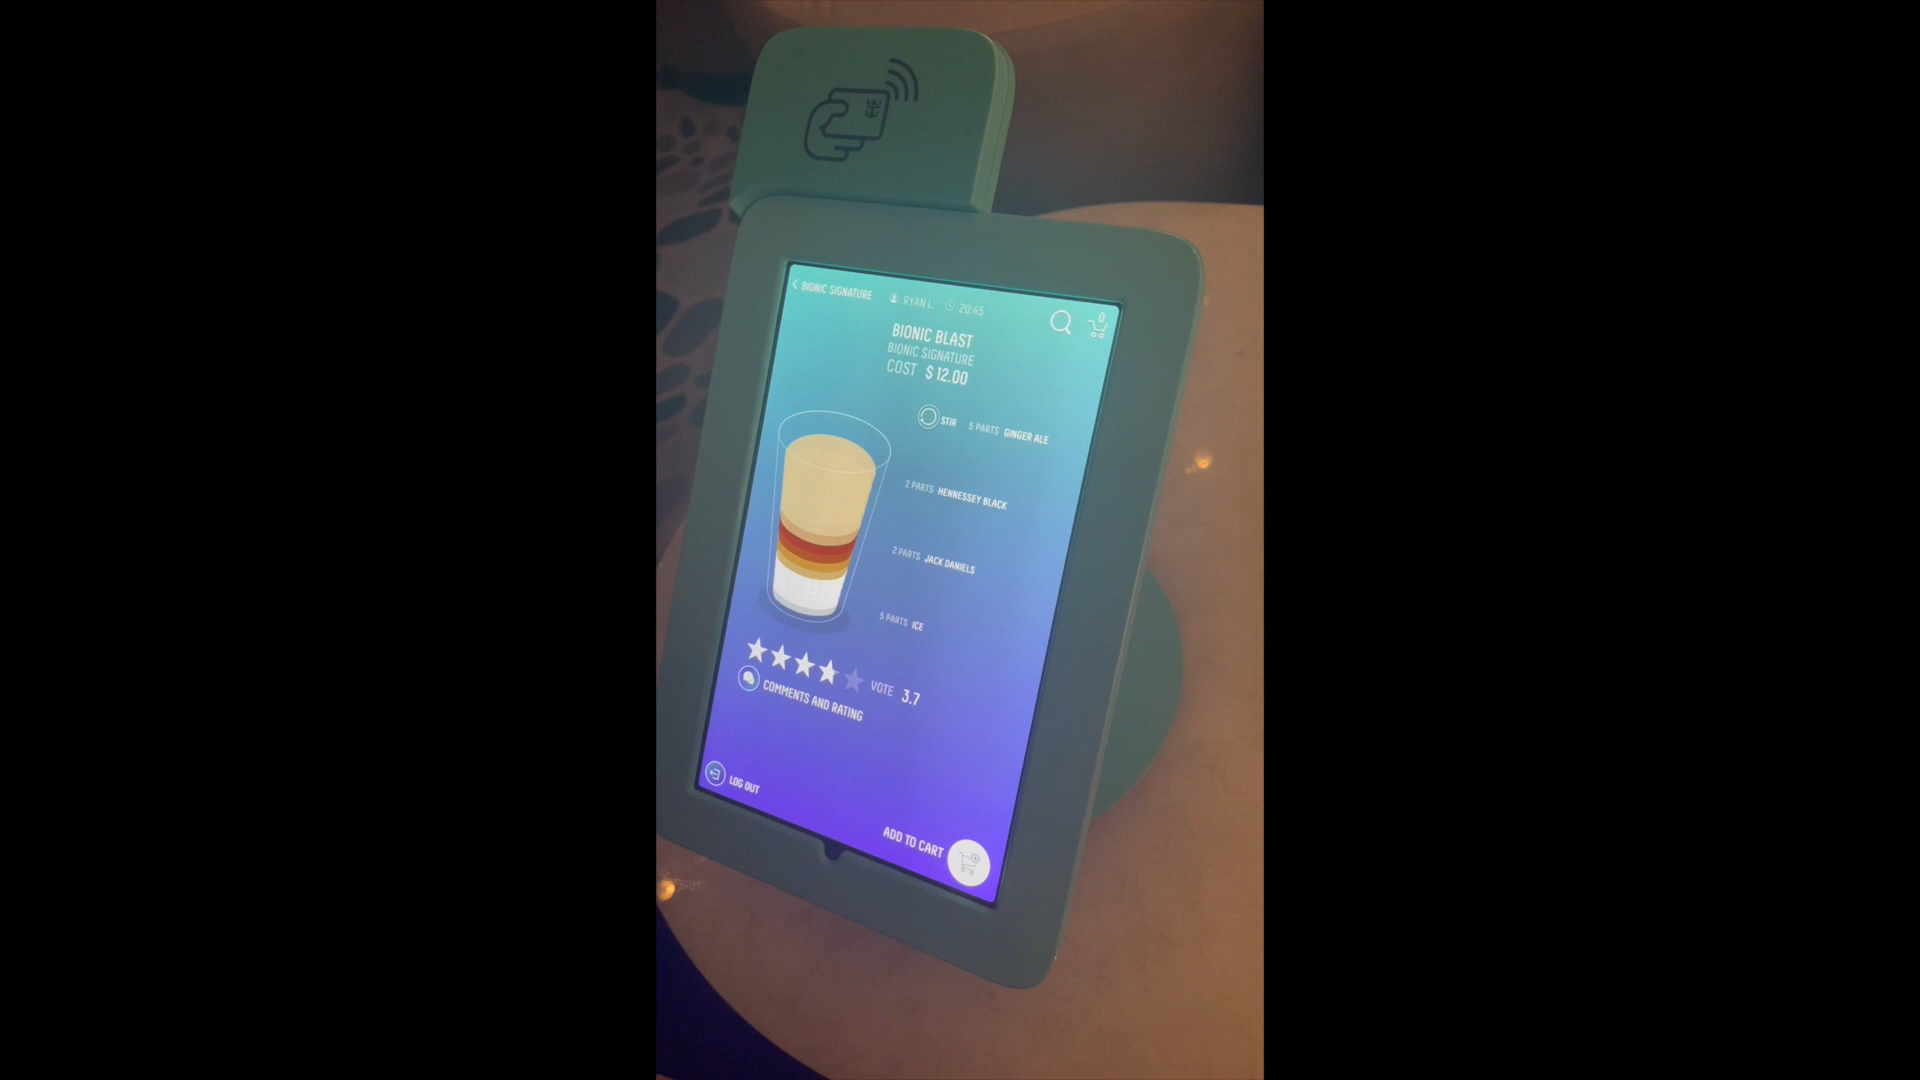 BIONIC SIGNATURE RYAN L. 20:45
0
BIONIC BLAST
BIONIC SIGNATURE
COST $ 12.00
STIR 5 PARTS GINGER ALE
2 PARTS HENNESSEY BLACK
2 PARTS JACK DANIELS
5 PARTS ICE
VOTE 3.7
COMMENTS AND RATING
LOG OUT
ADD TO CART